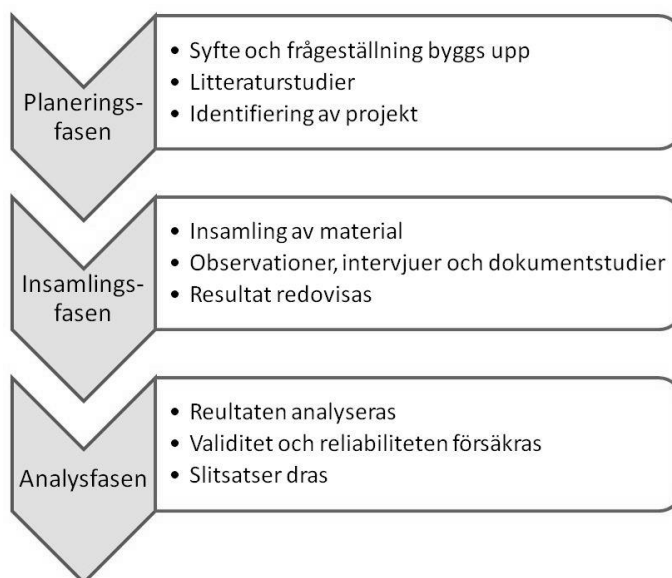 Planerings-
fasen
• Syfte och frågeställning byggs upp
• Litteraturstudier
• Identifiering av projekt
Insamlings-
fasen
• Insamling av material
• Observationer, intervjuer och dokumentstudier
• Resultat redovisas
Analysfasen
• Reultaten analyseras
• Validitet och reliabiliteten försäkras
• Slitsatser dras